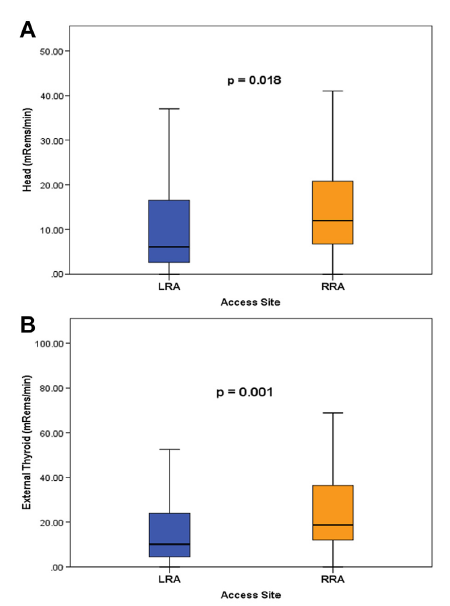 A
50.00
p = 0.018
40.00
Head (mRems/min)
30.00
20.00
10.00
.00
LRA RRA
Access Site
B
100.00
80.00
p = 0.001
External Thyroid (mRems/min)
60.00
40.00
20.00
.00
LRA RRA
Access Site